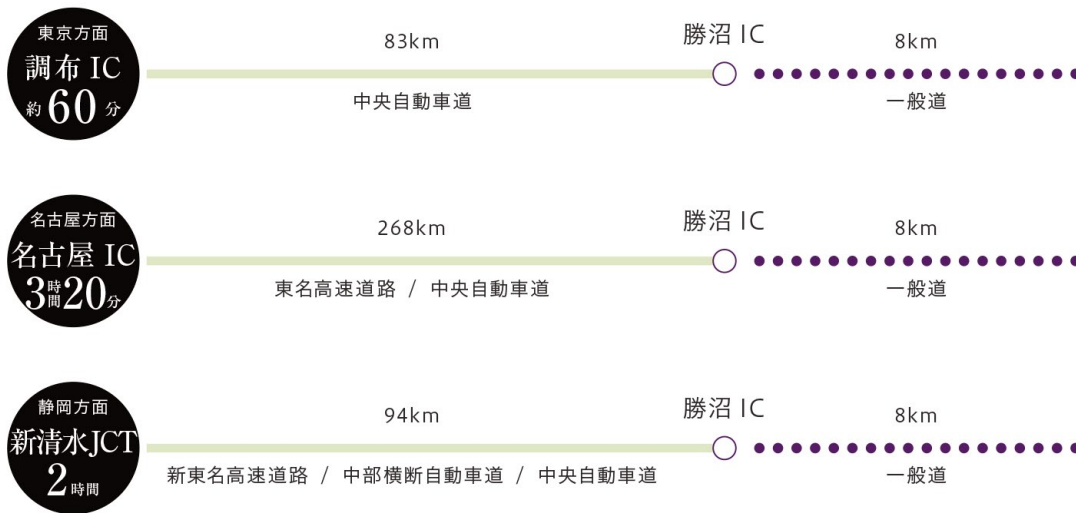 東京方面
調布 IC
約60分
83km
中央自動車道
勝沼 IC
8km
一般道
名古屋方面
名古屋 IC
3時間20分
268km
東名高速道路 / 中央自動車道
勝沼 IC
8km
一般道
静岡方面
新清水JCT
2時間
94km
新東名高速道路 / 中部横断自動車道 / 中央自動車道
勝沼 IC
8km
一般道